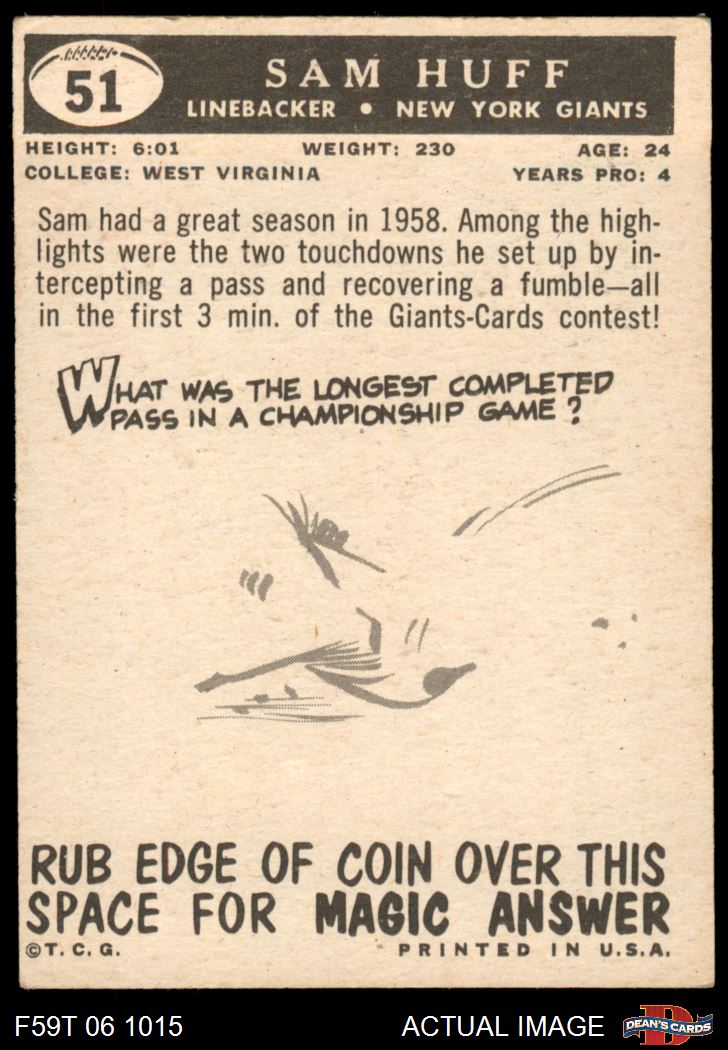 51
SAM HUFF
LINEBACKER • NEW YORK GIANTS
HEIGHT: 6:01 WEIGHT: 230 AGE: 24
COLLEGE: WEST VIRGINIA YEARS PRO: 4
Sam had a great season in 1958. Among the high-
lights were the two touchdowns he set up by in-
tercepting a pass and recovering a fumble—all
in the first 3 min. of the Giants-Cards contest!
WHAT WAS THE LONGEST COMPLETED
PASS IN A CHAMPIONSHIP GAME?
RUB EDGE OF COIN OVER THIS
SPACE FOR MAGIC ANSWER
©T. C. G. PRINTED IN U.S.A.
F59T 06 1015 ACTUAL IMAGE D DEAN'S CARDS